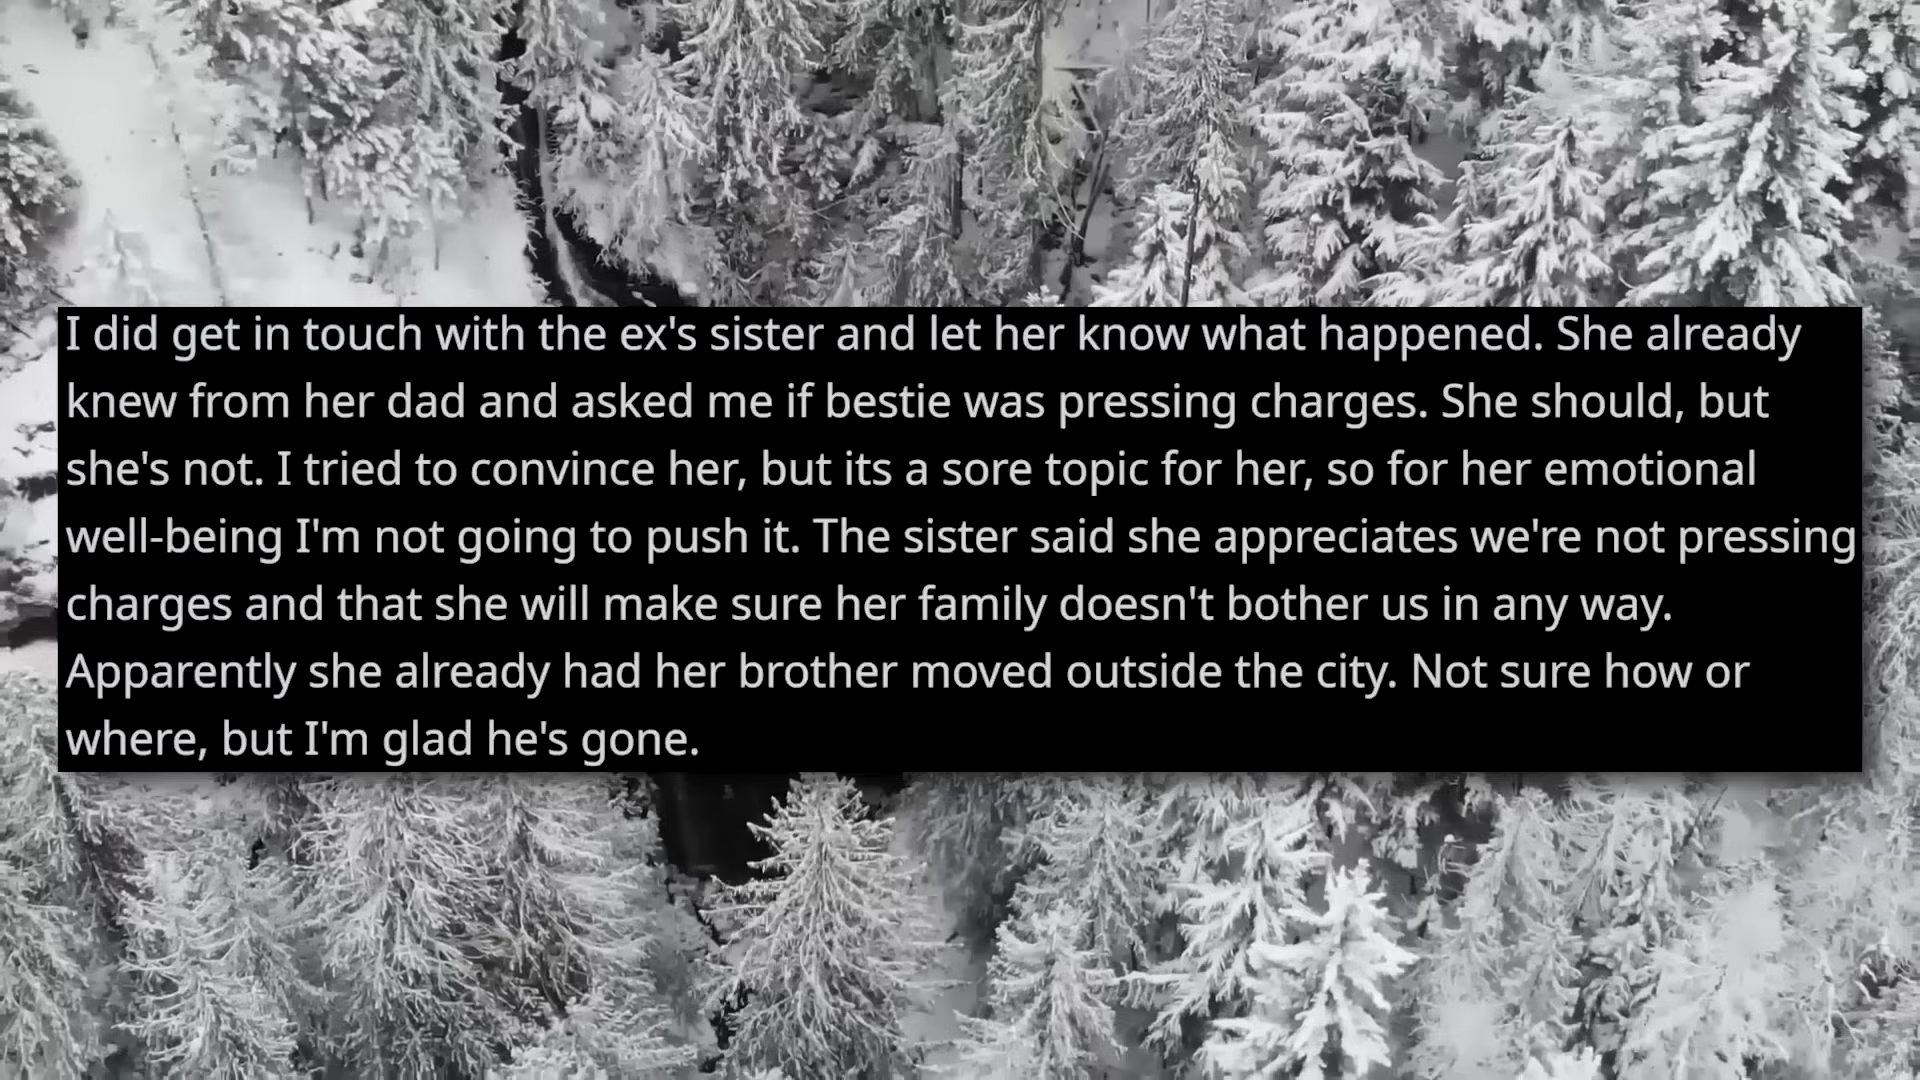 I did get in touch with the ex's sister and let her know what happened. She already
knew from her dad and asked me if bestie was pressing charges. She should, but
she's not. I tried to convince her, but its a sore topic for her, so for her emotional
well-being I'm not going to push it. The sister said she appreciates we're not pressing
charges and that she will make sure her family doesn't bother us in any way.
Apparently she already had her brother moved outside the city. Not sure how or
where, but I'm glad he's gone.